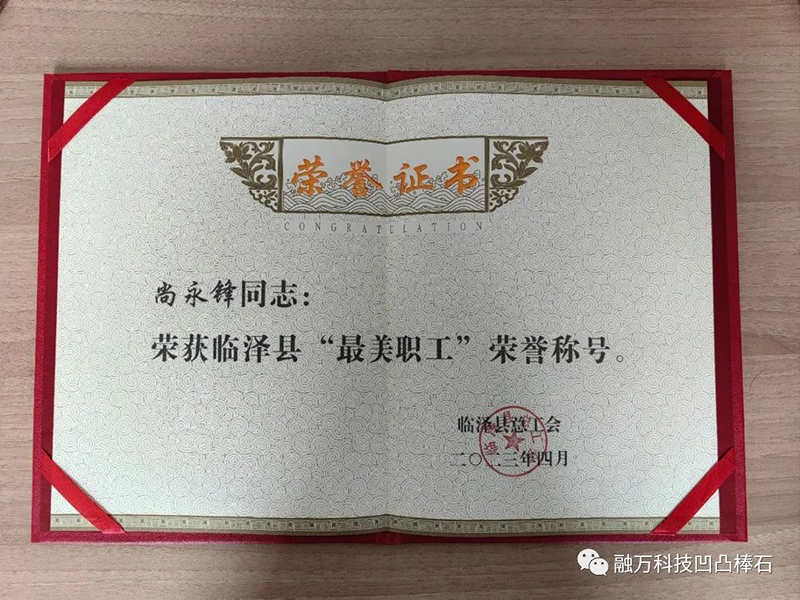 荣誉证书
CONGRATULATION
尚永锋同志：
荣获临泽县“最美职工”荣誉称号。
临泽县总工会
二〇二三年四月
融万科技凹凸棒石